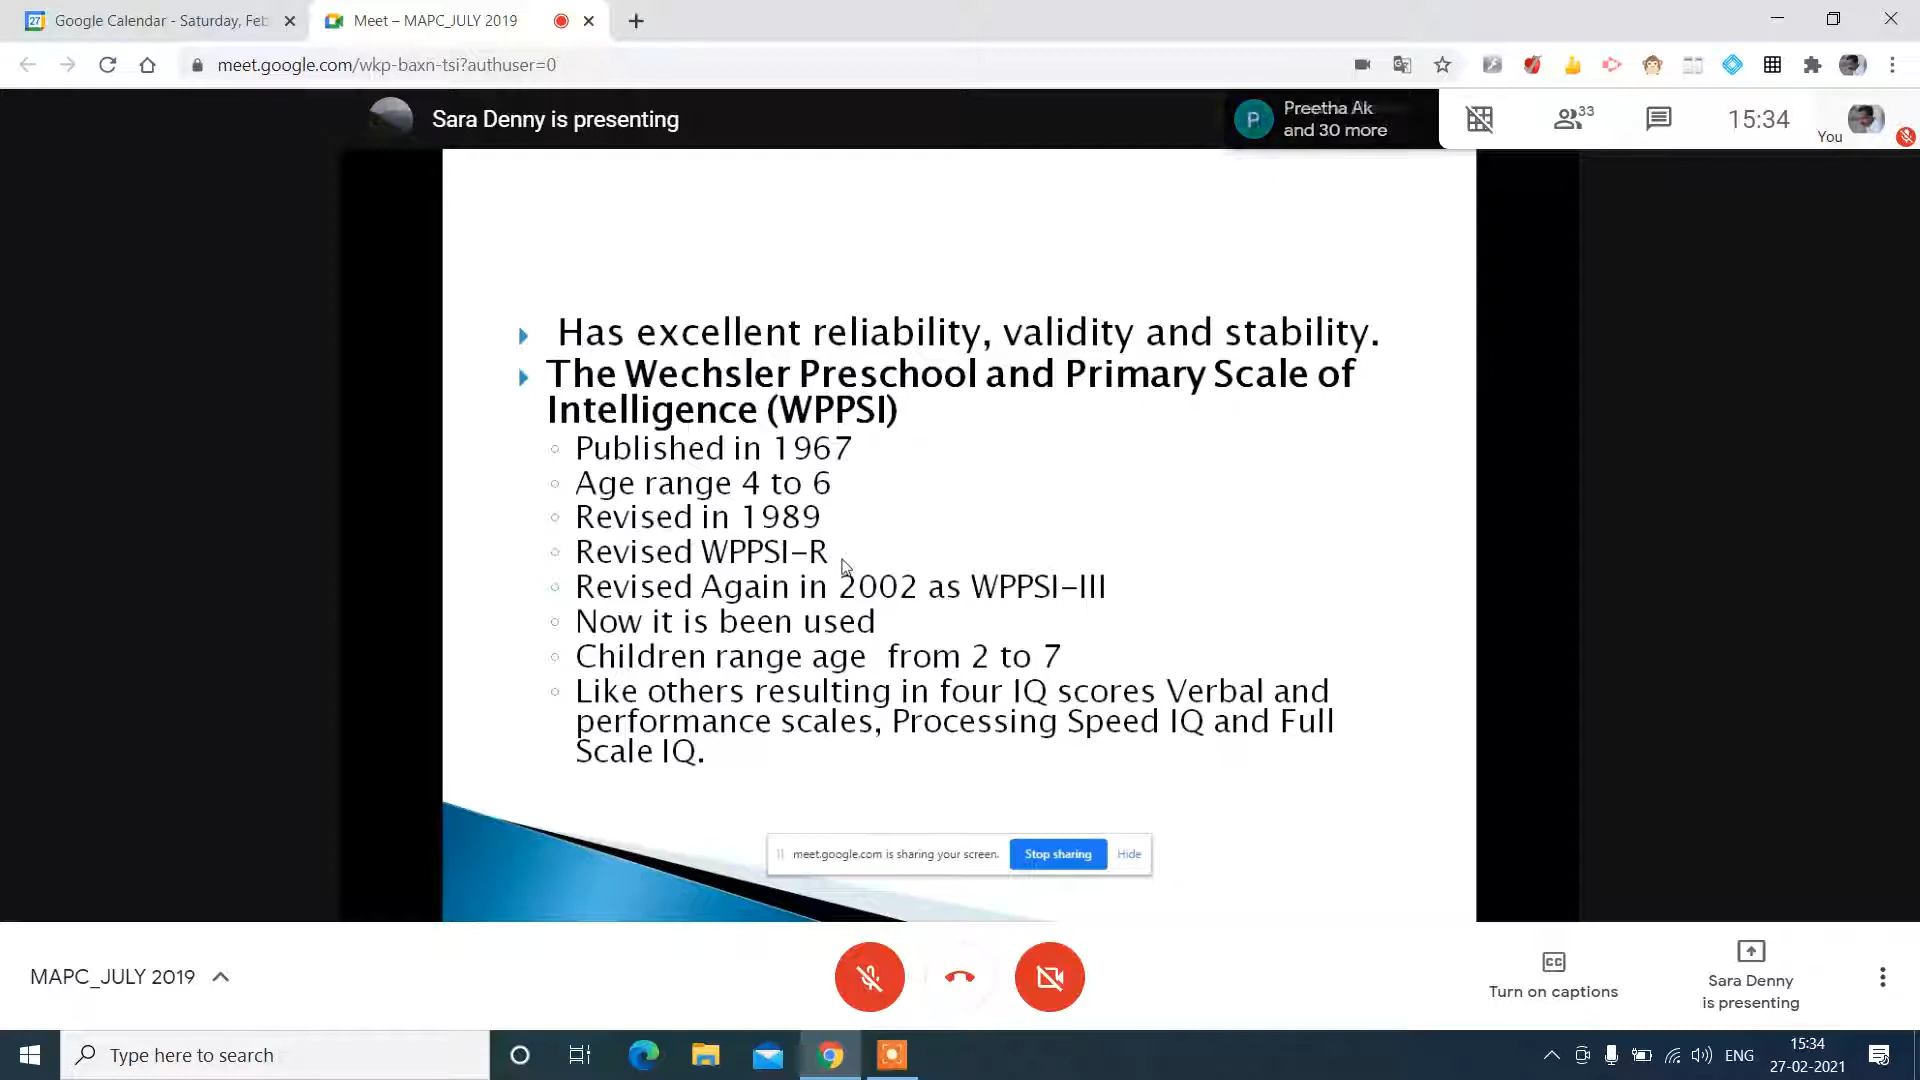 Google Calendar - Saturday, Feb
Meet – MAPC_JULY 2019
meet.google.com/wkp-baxn-tsi?authuser=0
Sara Denny is presenting
P
Preetha Ak
and 30 more
33
15:34
You
Has excellent reliability, validity and stability.
The Wechsler Preschool and Primary Scale of
Intelligence (WPPSI)
Published in 1967
Age range 4 to 6
Revised in 1989
Revised WPPSI-R
Revised Again in 2002 as WPPSI-III
Now it is been used
Children range age from 2 to 7
Like others resulting in four IQ scores Verbal and
performance scales, Processing Speed IQ and Full
Scale IQ.
meet.google.com is sharing your screen.
Stop sharing
Hide
MAPC_JULY 2019
CC
Turn on captions
Sara Denny
is presenting
Type here to search
ENG
15:34
27-02-2021